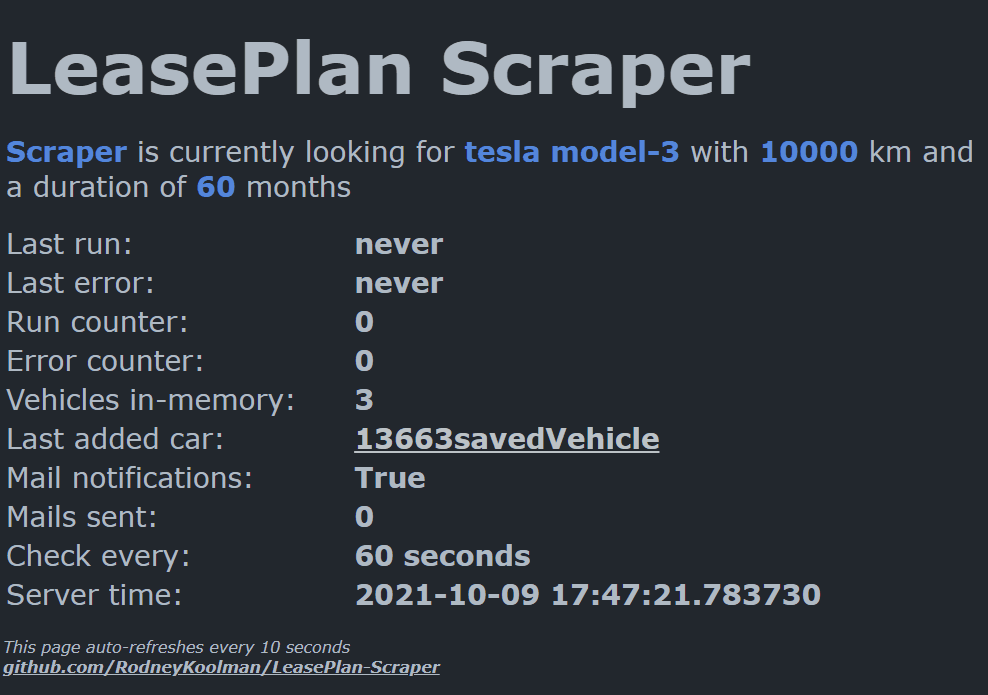 LeasePlan Scraper
Scraper is currently looking for tesla model-3 with 10000 km and
a duration of 60 months
Last run: never
Last error: never
Run counter: 0
Error counter: 0
Vehicles in-memory: 3
Last added car: 13663savedVehicle
Mail notifications: True
Mails sent: 0
Check every: 60 seconds
Server time: 2021-10-09 17:47:21.783730
This page auto-refreshes every 10 seconds
github.com/RodneyKoolman/LeasePlan-Scraper